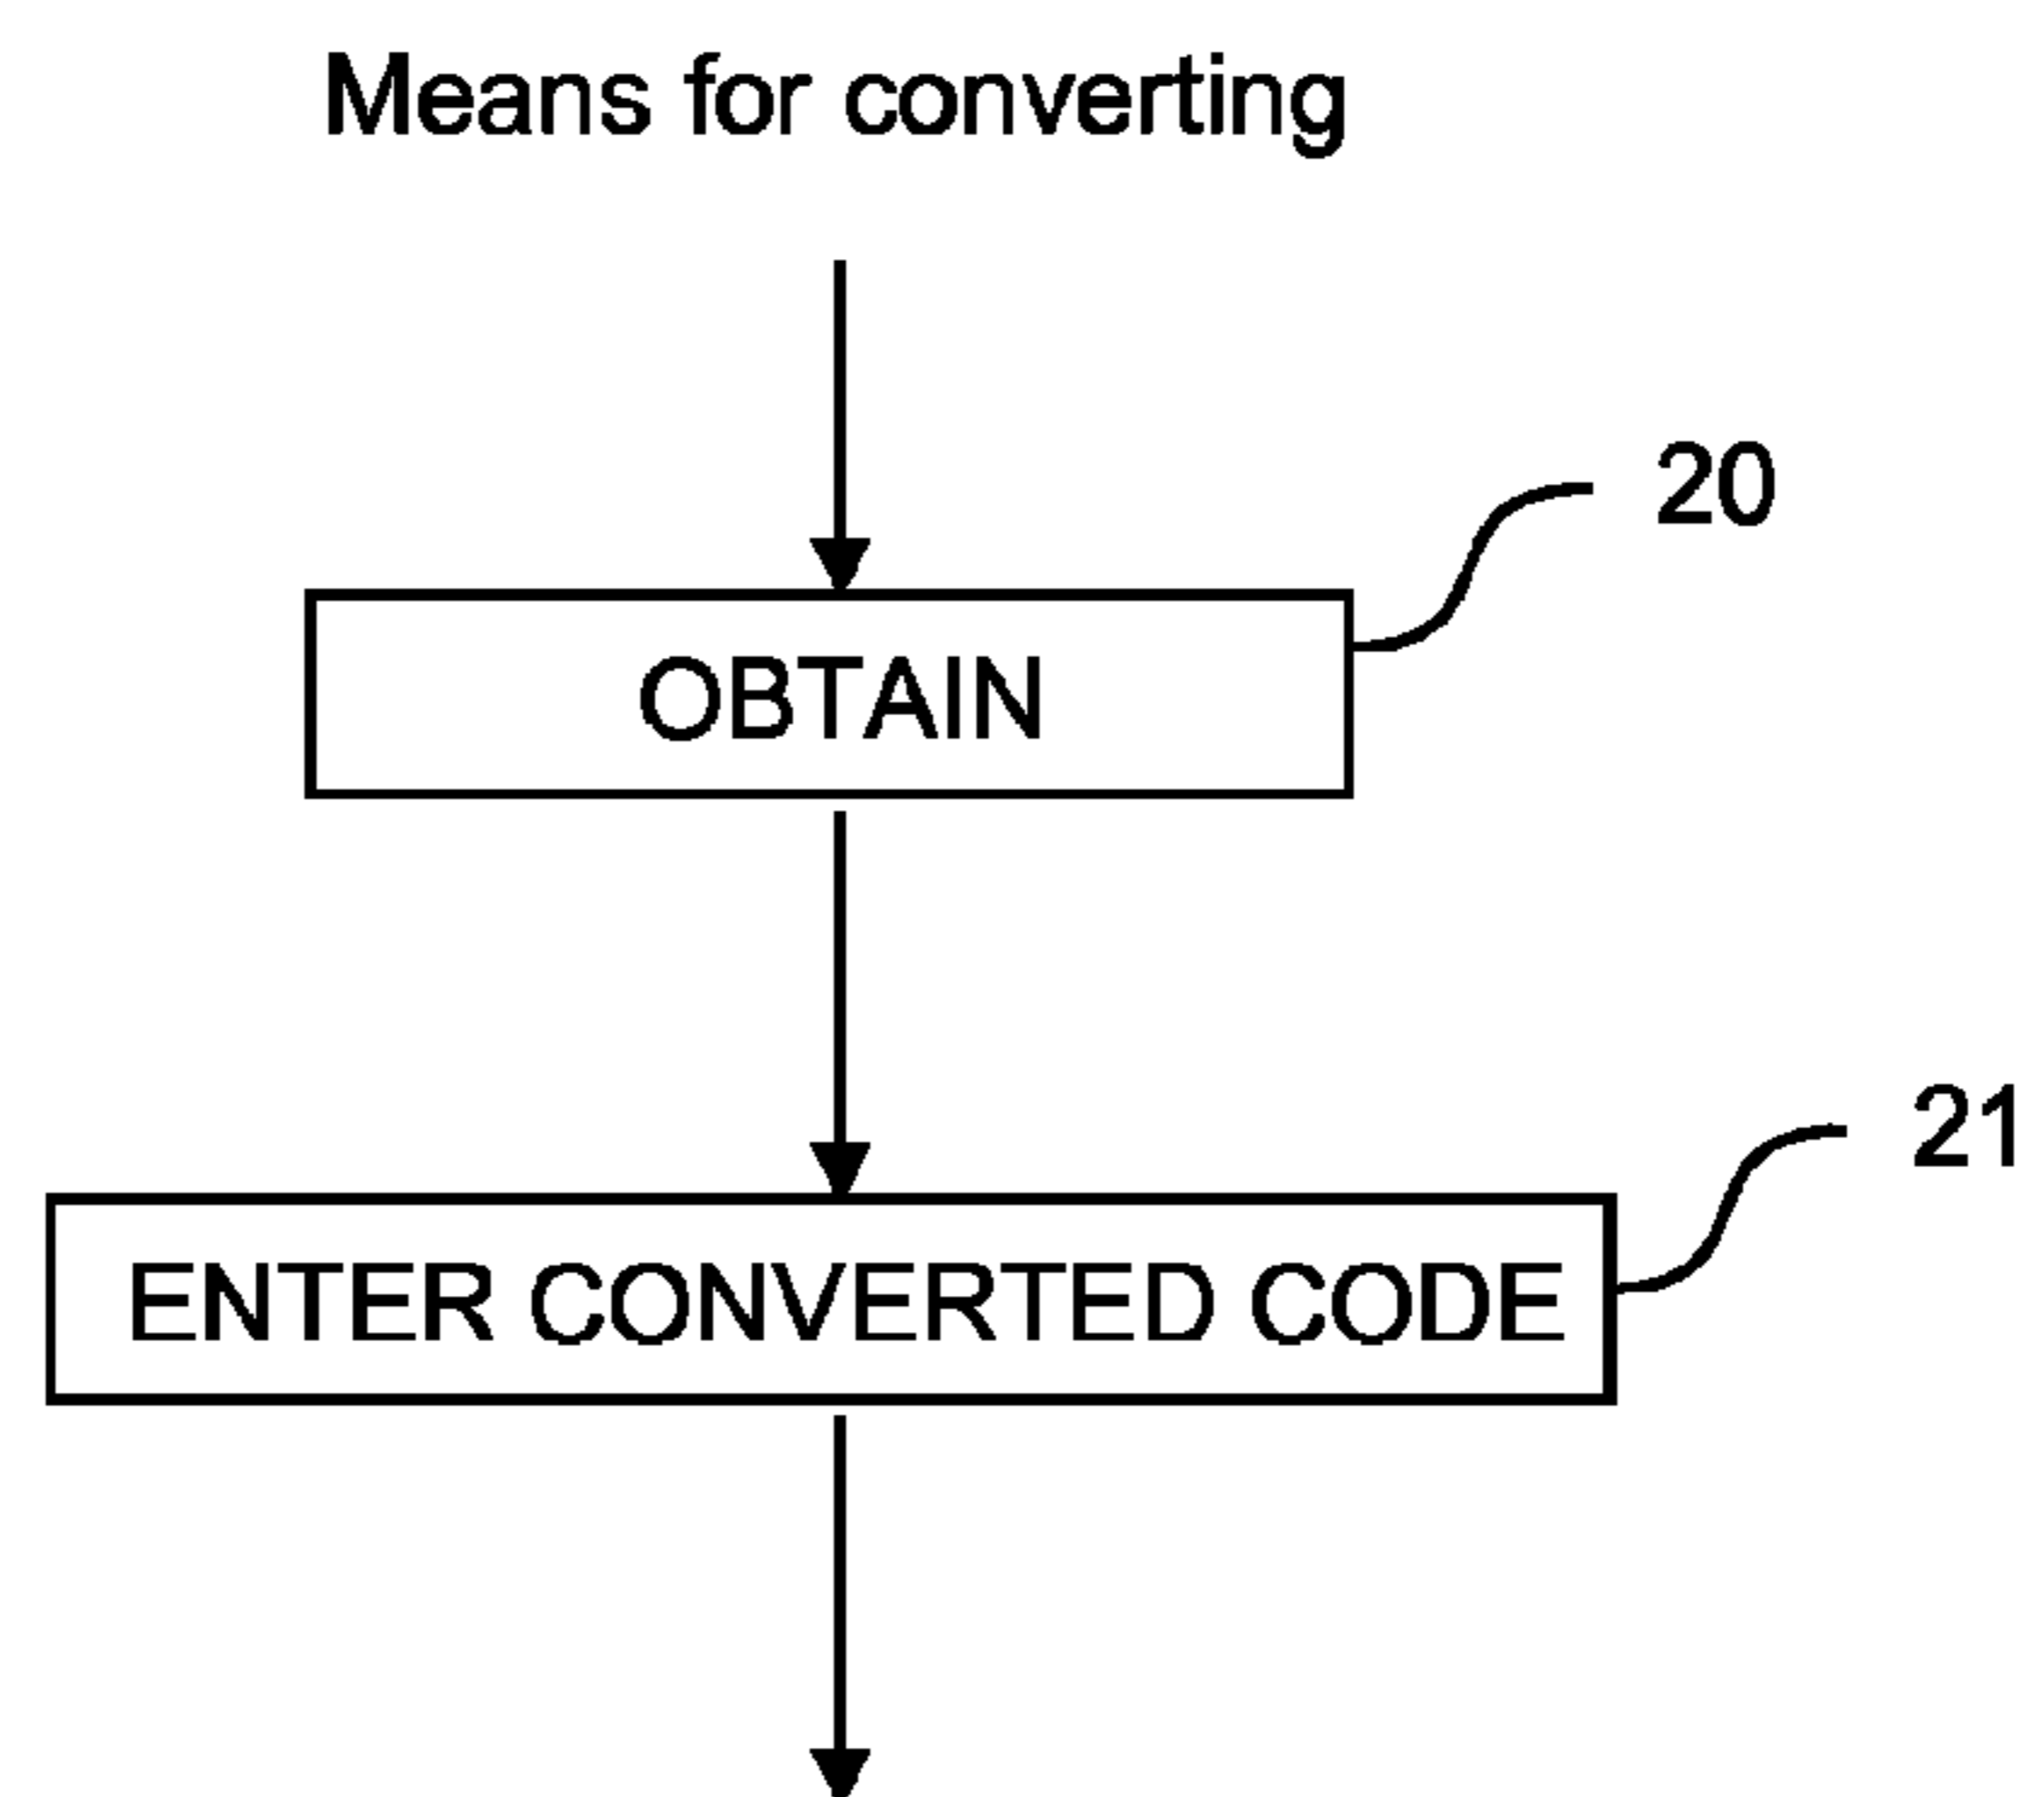 Means for converting
20
OBTAIN
21
ENTER CONVERTED CODE